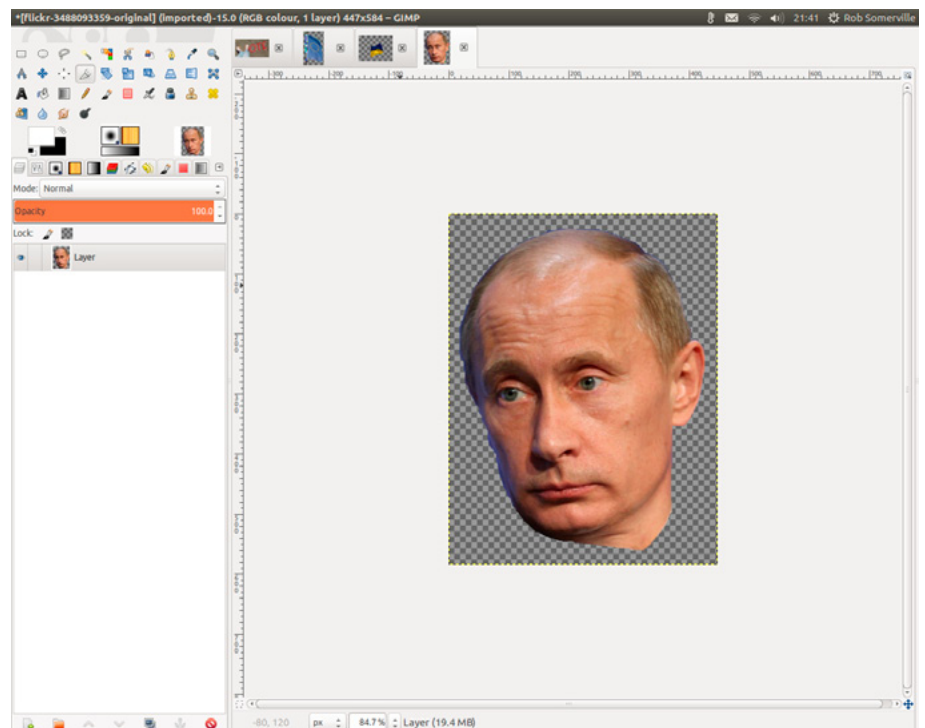 *[flickr-3488093359-original] (imported)-15.0 (RGB colour, 1 layer) 447x584 – GIMP
21:41 Rob Somerville
Mode: Normal
Opacity 100.0
Lock:
Layer
-80, 120 px 84.7% Layer (19.4 MB)